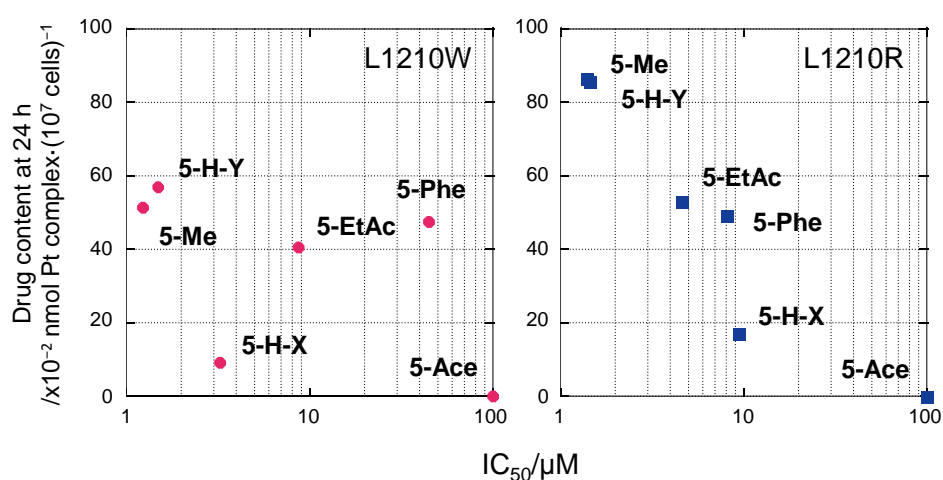 Drug content at 24 h
/x10⁻² nmol Pt complex·(10⁷ cells)⁻¹
100
80
60
40
20
0
L1210W
5-H-Y
5-Me
5-Phe
5-EtAc
5-H-X
5-Ace
1
10
100
100
80
60
40
20
0
L1210R
5-Me
5-H-Y
5-EtAc
5-Phe
5-H-X
5-Ace
1
10
100
IC₅₀/μM